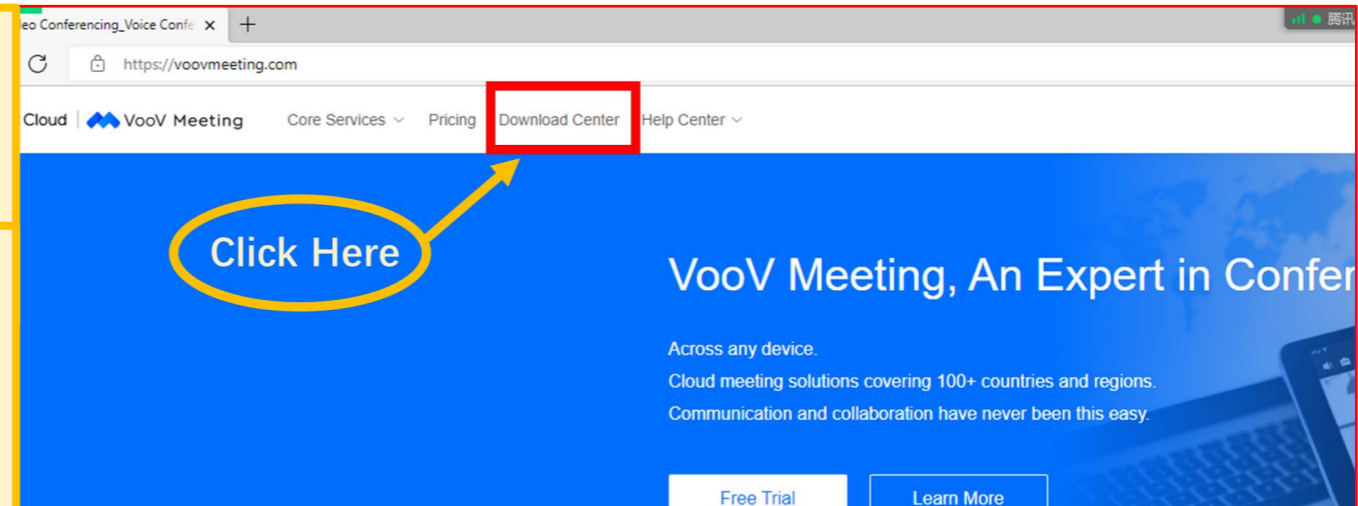 eo Conferencing_Voice Confe
腾讯
https://voovmeeting.com
Cloud | VooV Meeting Core Services Pricing Download Center Help Center
Click Here
VooV Meeting, An Expert in Confer
Across any device.
Cloud meeting solutions covering 100+ countries and regions.
Communication and collaboration have never been this easy.
Free Trial Learn More